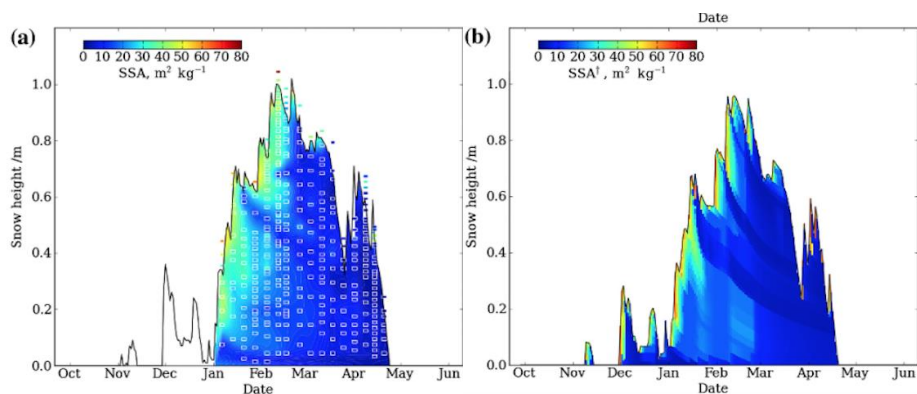 Date
(a)
0 10 20 30 40 50 60 70 80
SSA, m² kg⁻¹
Snow height /m
1.0
0.8
0.6
0.4
0.2
0.0
Oct Nov Dec Jan Feb Mar Apr May Jun
Date
(b)
0 10 20 30 40 50 60 70 80
SSA†, m² kg⁻¹
Snow height /m
1.0
0.8
0.6
0.4
0.2
0.0
Oct Nov Dec Jan Feb Mar Apr May Jun
Date